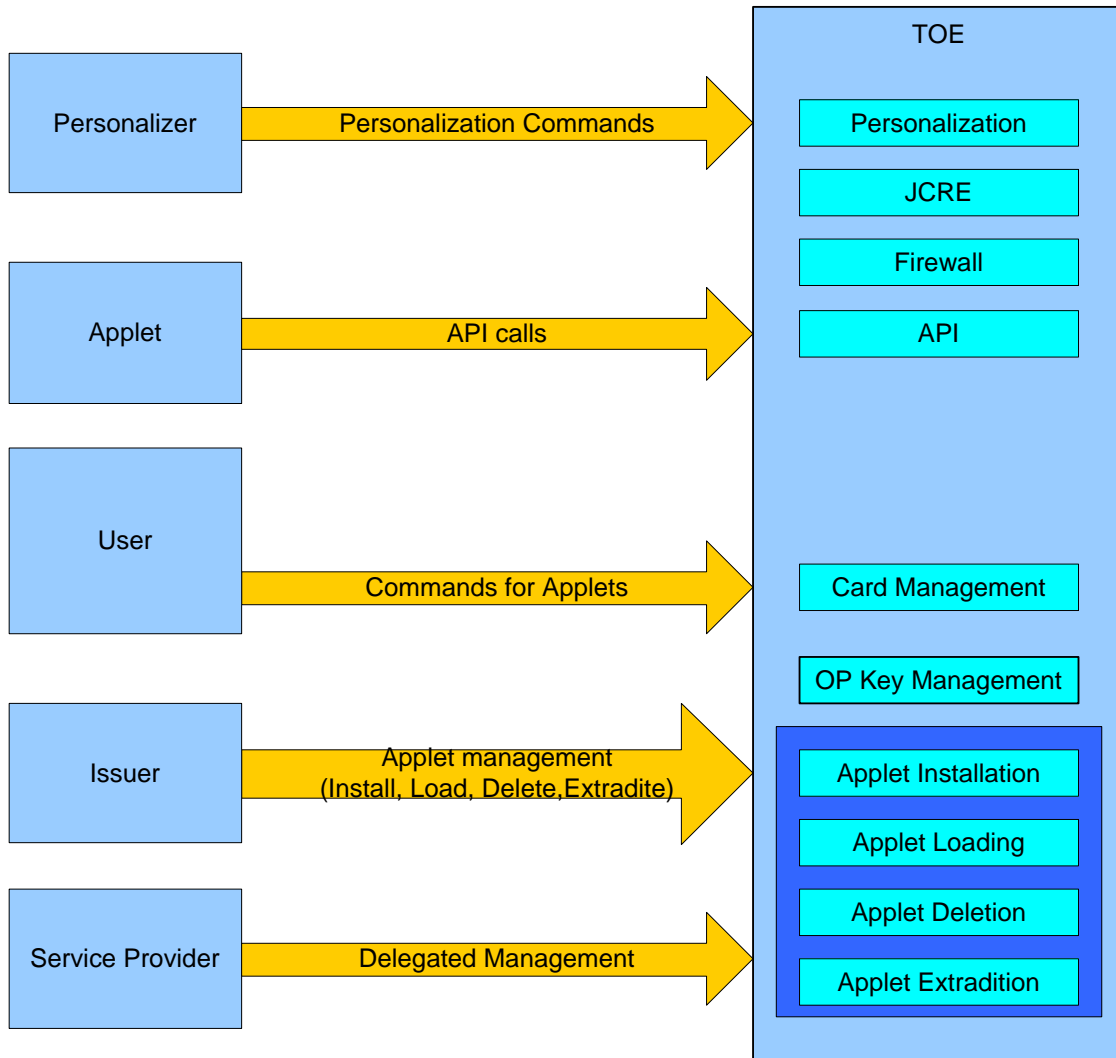 TOE
Personalizer
Personalization Commands
Personalization
JCRE
Firewall
Applet
API calls
API
User
Commands for Applets
Card Management
OP Key Management
Issuer
Applet management
(Install, Load, Delete,Extradite)
Applet Installation
Applet Loading
Applet Deletion
Service Provider
Delegated Management
Applet Extradition